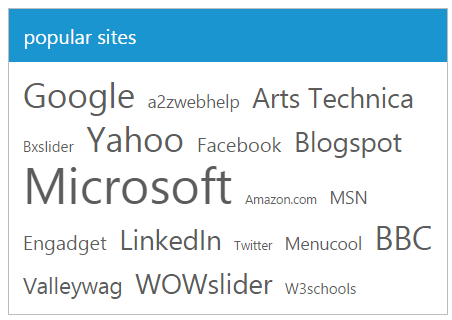 popular sites
Google a2zwebhelp Arts Technica
Bxslider Yahoo Facebook Blogspot
Microsoft Amazon.com MSN
Engadget LinkedIn Twitter Menucool BBC
Valleywag WOWslider W3schools